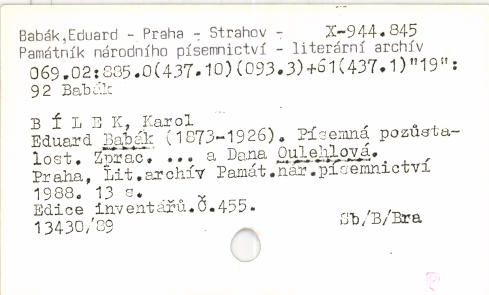 Babák,Eduard - Praha - Strahov - X-944.845
Památník národního písemnictví - literární archív
069.02:885.0(437.10)(093.3)+61(437.1)"19":
92 Babák
B Í L E K, Karol
Eduard Babák (1873-1926). Písemná pozůsta-
lost. Zprac. ... a Dana Oulehlová.
Praha, Lit.archív Památ.nár.písemnictví
1988. 13 s.
Edice inventářů.Č.455.
13430/89 Sb/B/Bra